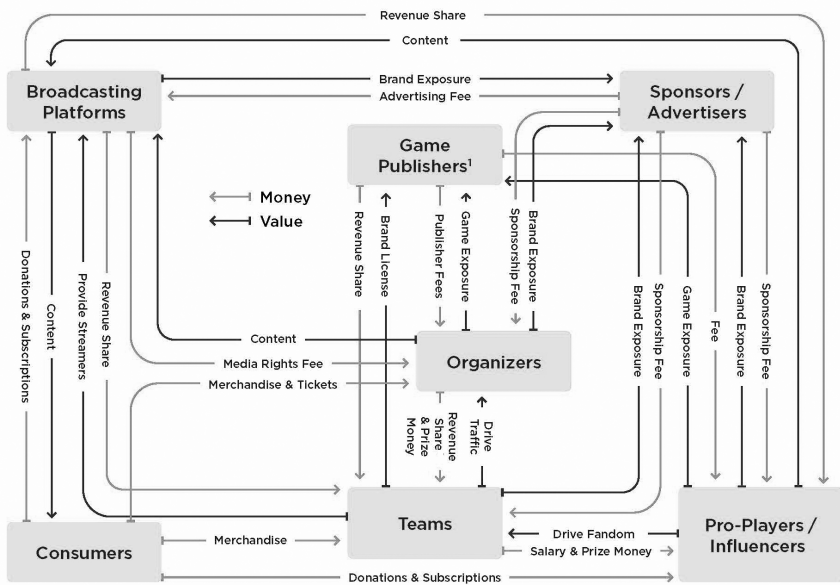 Revenue Share
Content
Broadcasting
Platforms
Brand Exposure
Advertising Fee
Sponsors /
Advertisers
Game
Publishers¹
Money
Value
Donations & Subscriptions
Content
Provide Streamers
Revenue Share
Revenue Share
Brand License
Publisher Fees
Game Exposure
Sponsorship Fee
Brand Exposure
Brand Exposure
Sponsorship Fee
Game Exposure
Fee
Brand Exposure
Sponsorship Fee
Content
Media Rights Fee
Merchandise & Tickets
Organizers
Revenue
Share
& Prize
Money
Drive
Traffic
Consumers
Merchandise
Teams
Drive Fandom
Salary & Prize Money
Pro-Players /
Influencers
Donations & Subscriptions